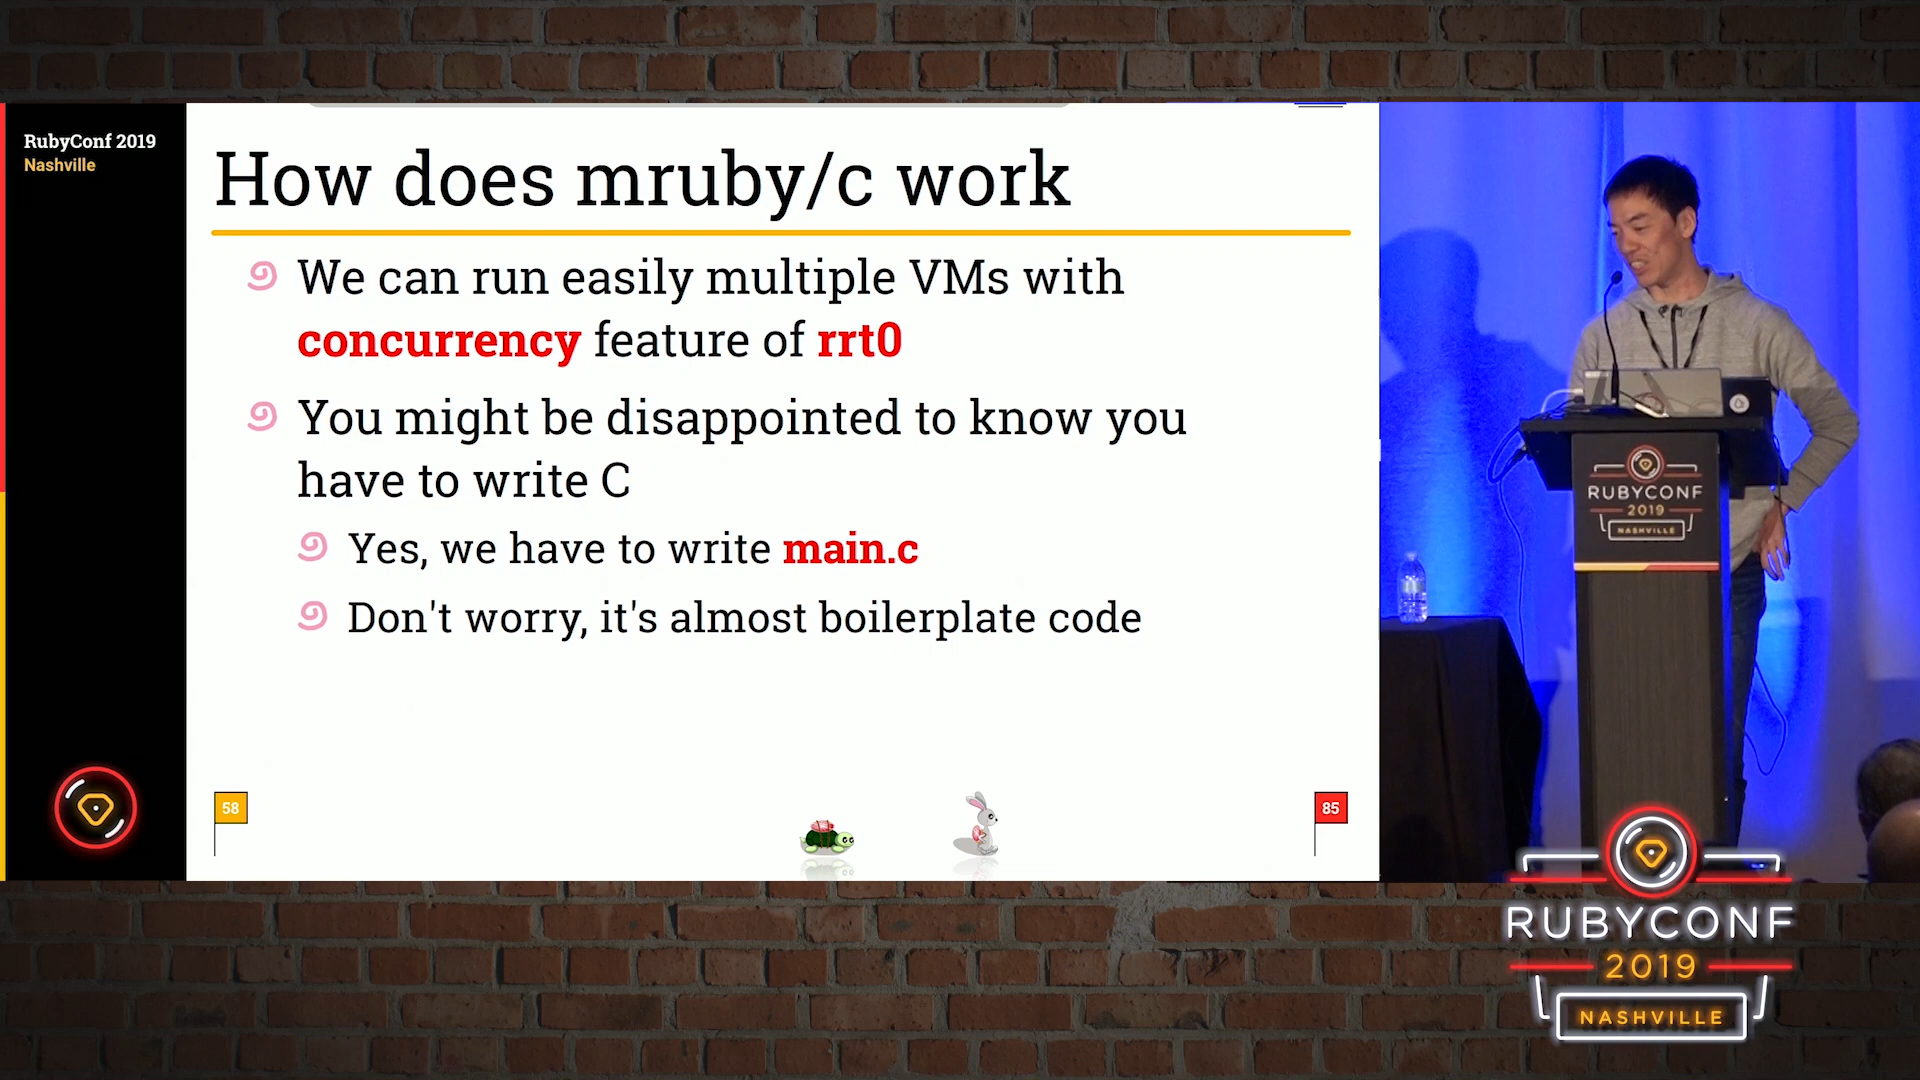 RubyConf 2019
Nashville
How does mruby/c work
We can run easily multiple VMs with
concurrency feature of rrt0
You might be disappointed to know you
have to write C
Yes, we have to write main.c
Don't worry, it's almost boilerplate code
58
85
RUBYCONF
2019
NASHVILLE
RUBYCONF
2019
NASHVILLE